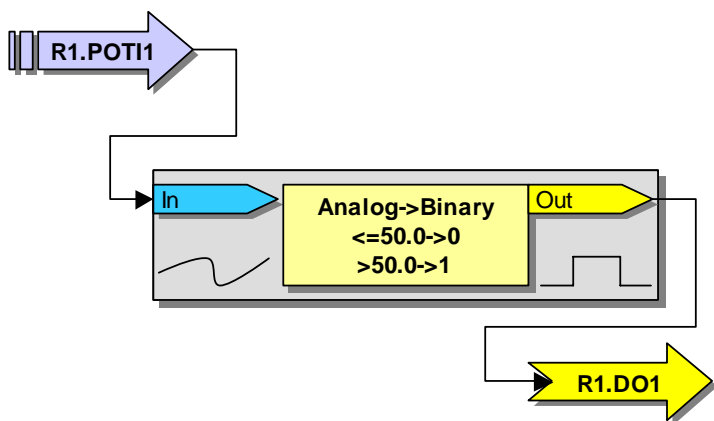 R1.POTI1
In
Analog->Binary
<=50.0->0
>50.0->1
Out
R1.DO1